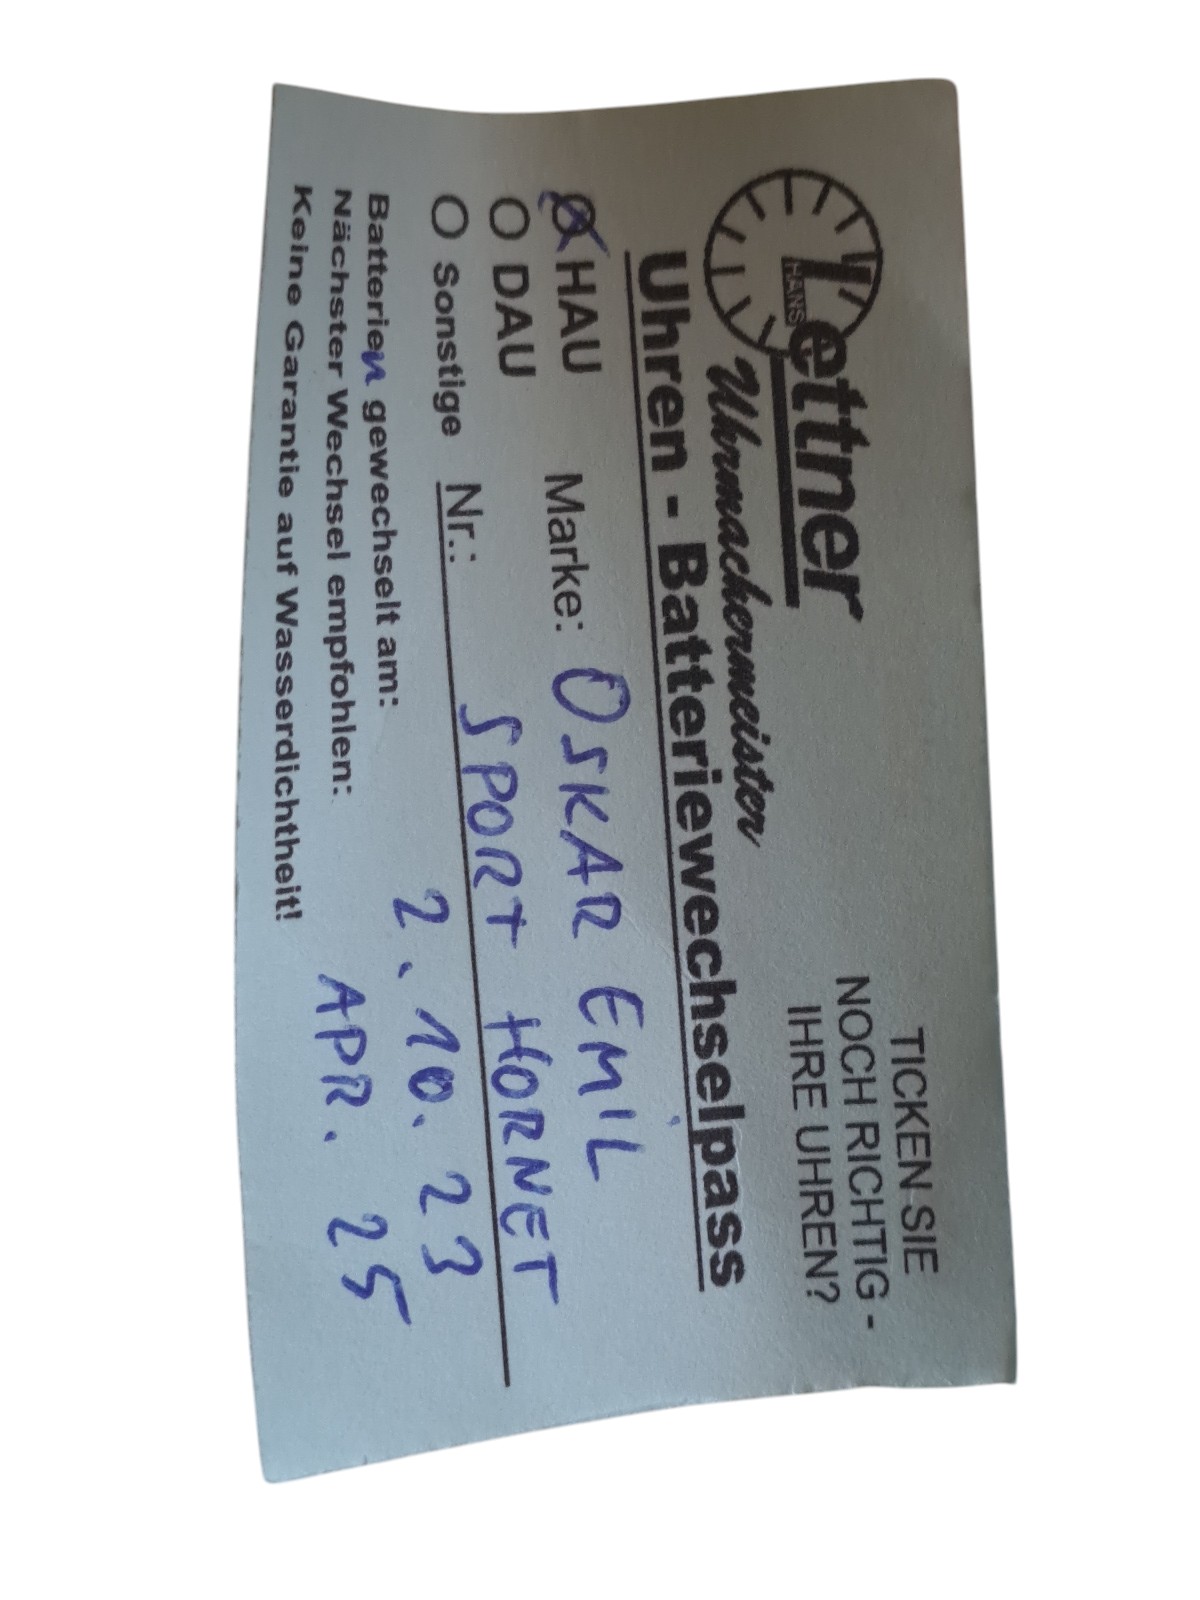 HANS
Lettner
Uhrmachermeister
TICKEN SIE
NOCH RICHTIG -
IHRE UHREN?
Uhren - Batteriewechselpass
HAU Marke: OSKAR EMIL
DAU
Sonstige Nr.: SPORT HORNET
Batterien gewechselt am: 2.10.23
Nächster Wechsel empfohlen: APR. 25
Keine Garantie auf Wasserdichtheit!